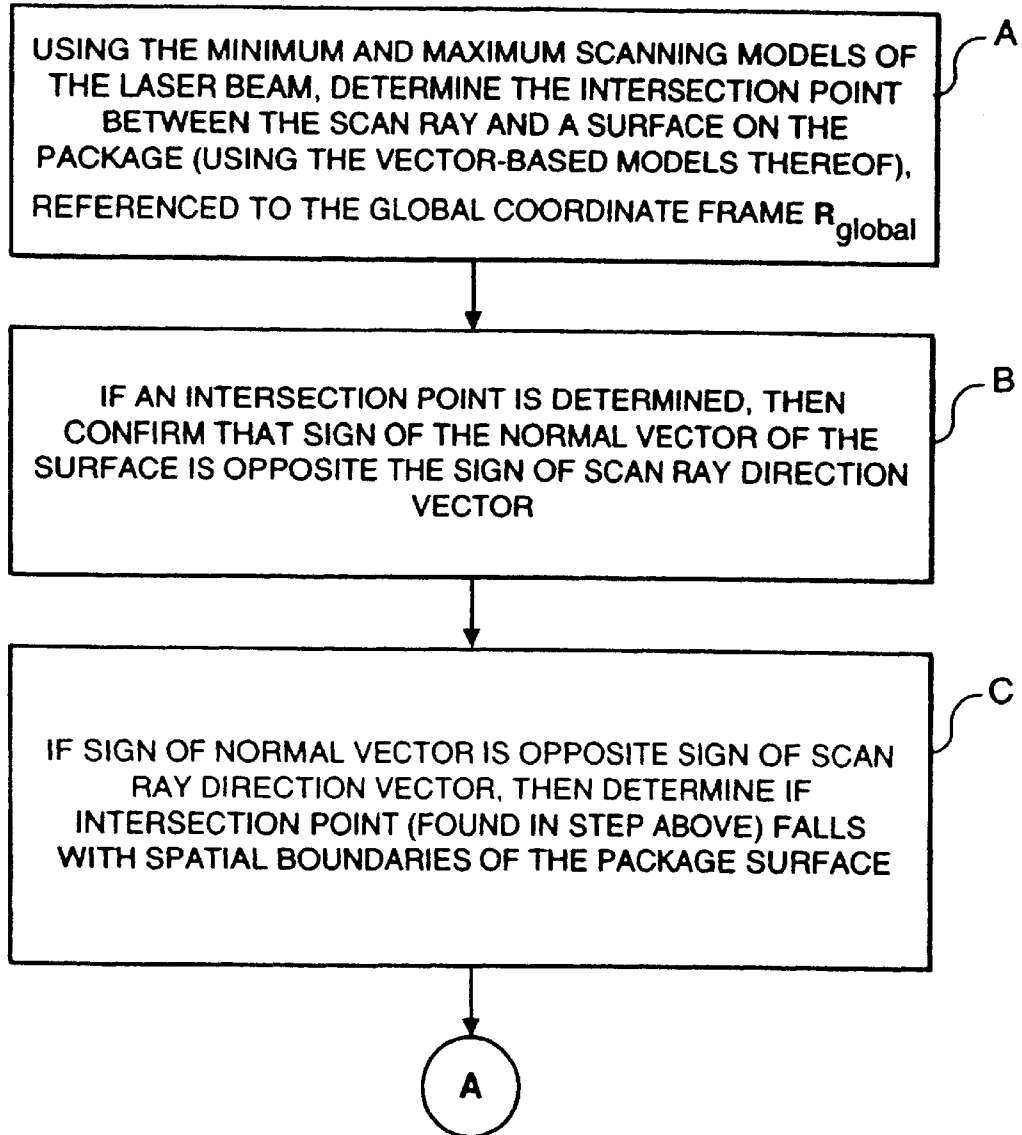 USING THE MINIMUM AND MAXIMUM SCANNING MODELS OF
THE LASER BEAM, DETERMINE THE INTERSECTION POINT
BETWEEN THE SCAN RAY AND A SURFACE ON THE
PACKAGE (USING THE VECTOR-BASED MODELS THEREOF),
REFERENCED TO THE GLOBAL COORDINATE FRAME Rglobal
A
IF AN INTERSECTION POINT IS DETERMINED, THEN
CONFIRM THAT SIGN OF THE NORMAL VECTOR OF THE
SURFACE IS OPPOSITE THE SIGN OF SCAN RAY DIRECTION
VECTOR
B
IF SIGN OF NORMAL VECTOR IS OPPOSITE SIGN OF SCAN
RAY DIRECTION VECTOR, THEN DETERMINE IF
INTERSECTION POINT (FOUND IN STEP ABOVE) FALLS
WITH SPATIAL BOUNDARIES OF THE PACKAGE SURFACE
C
A